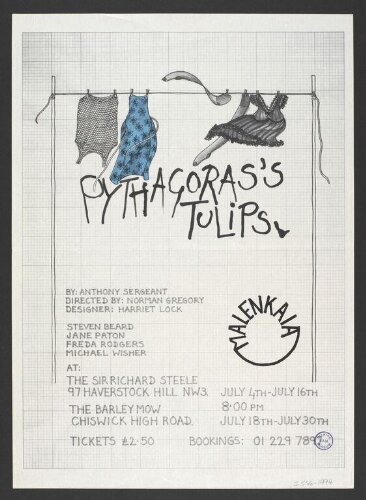 PYTHAGORAS'S
TULIPS
BY: ANTHONY SERGEANT
DIRECTED BY: NORMAN GREGORY
DESIGNER: HARRIET LOCK
MALENKAIA
STEVEN BEARD
JANE PATON
FREDA RODGERS
MICHAEL WISHER
AT:
THE SIR RICHARD STEELE
97 HAVERSTOCK HILL NW3. JULY 4TH-JULY 16TH
8·00 PM
THE BARLEY MOW
CHISWICK HIGH ROAD. JULY 18TH-JULY 30TH
TICKETS £2·50 BOOKINGS: 01 229 7897